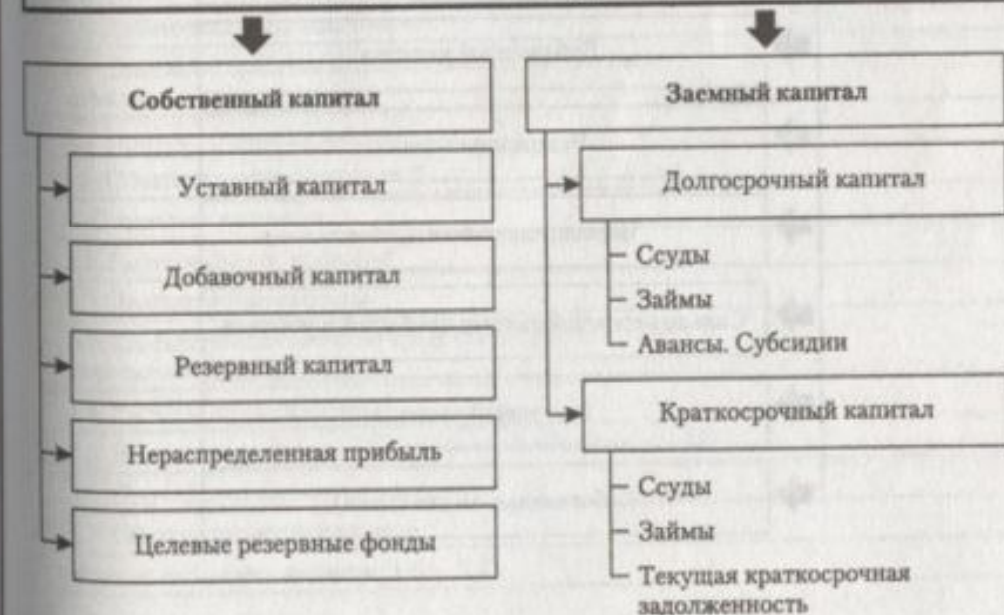 Собственный капитал
Уставный капитал
Добавочный капитал
Резервный капитал
Нераспределенная прибыль
Целевые резервные фонды
Заемный капитал
Долгосрочный капитал
Ссуды
Займы
Авансы. Субсидии
Краткосрочный капитал
Ссуды
Займы
Текущая краткосрочная
задолженность